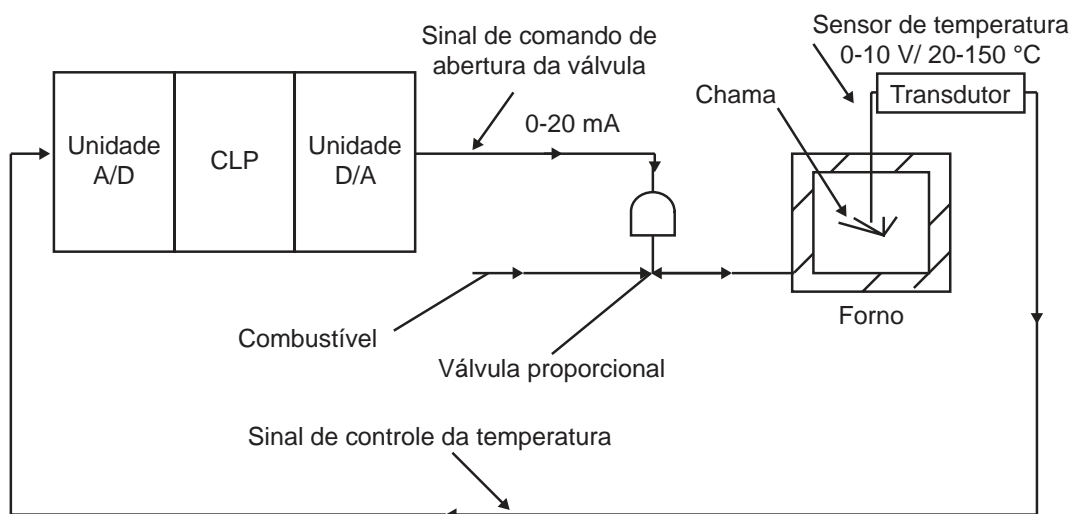 Sensor de temperatura
0-10 V/ 20-150 °C
Sinal de comando de
abertura da válvula
Chama
Transdutor
0-20 mA
Unidade
A/D
CLP
Unidade
D/A
Forno
Combustível
Válvula proporcional
Sinal de controle da temperatura